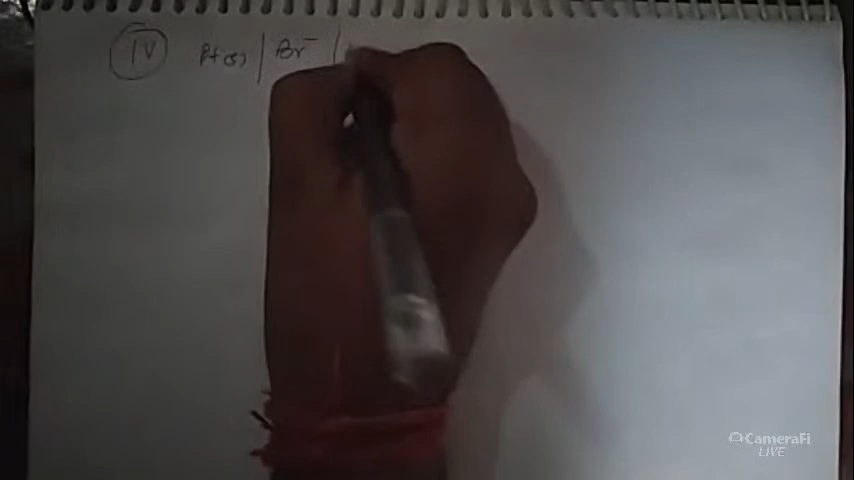 IV Pt(s) | Br⁻ |
CameraFi
LIVE